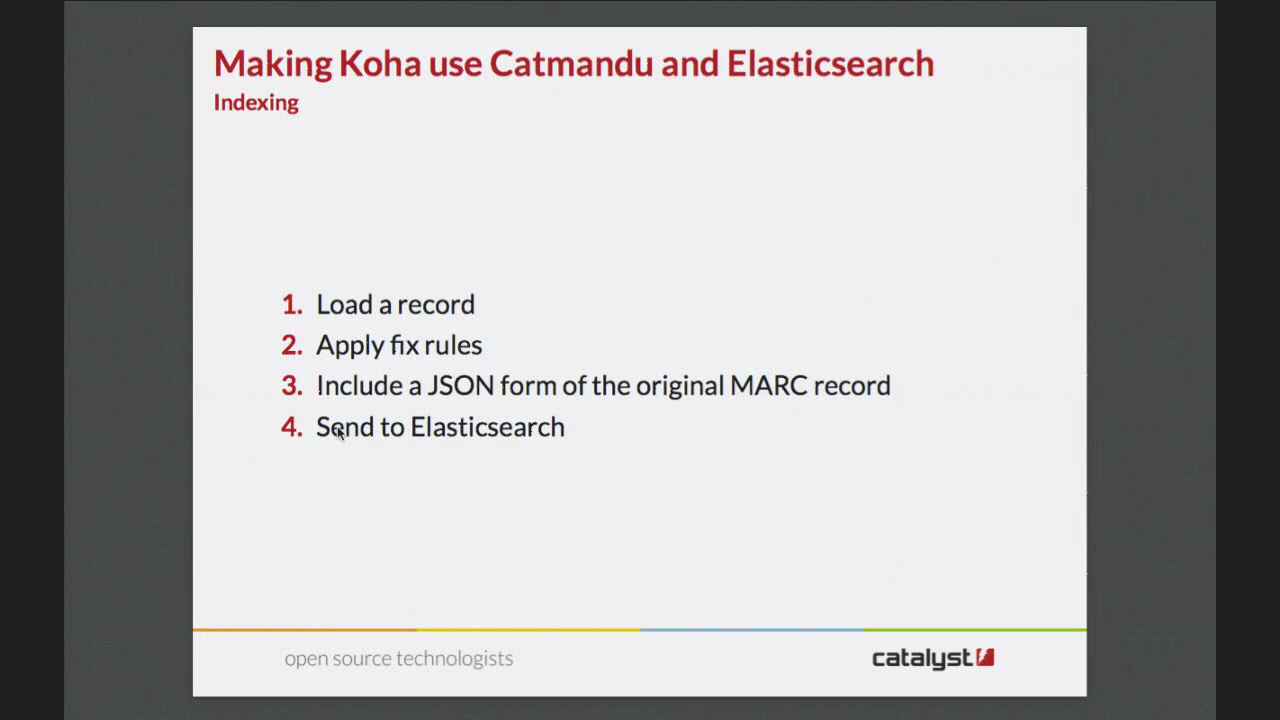 Making Koha use Catmandu and Elasticsearch
Indexing
1. Load a record
2. Apply fix rules
3. Include a JSON form of the original MARC record
4. Send to Elasticsearch
open source technologists
catalyst